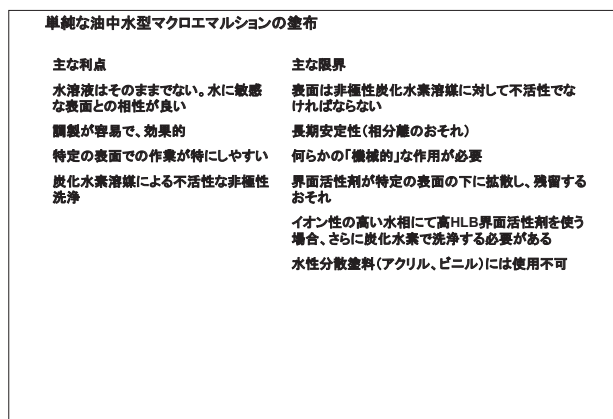 単純な油中水型マクロエマルションの塗布
主な利点
水溶液はそのままでない。水に敏感
な表面との相性が良い
調製が容易で、効果的
特定の表面での作業が特にしやすい
炭化水素溶媒による不活性な非極性
洗浄
主な限界
表面は非極性炭化水素溶媒に対して不活性でな
ければならない
長期安定性(相分離のおそれ)
何らかの「機械的」な作用が必要
界面活性剤が特定の表面の下に拡散し、残留する
おそれ
イオン性の高い水相にて高HLB界面活性剤を使う
場合、さらに炭化水素で洗浄する必要がある
水性分散塗料(アクリル、ビニル)には使用不可